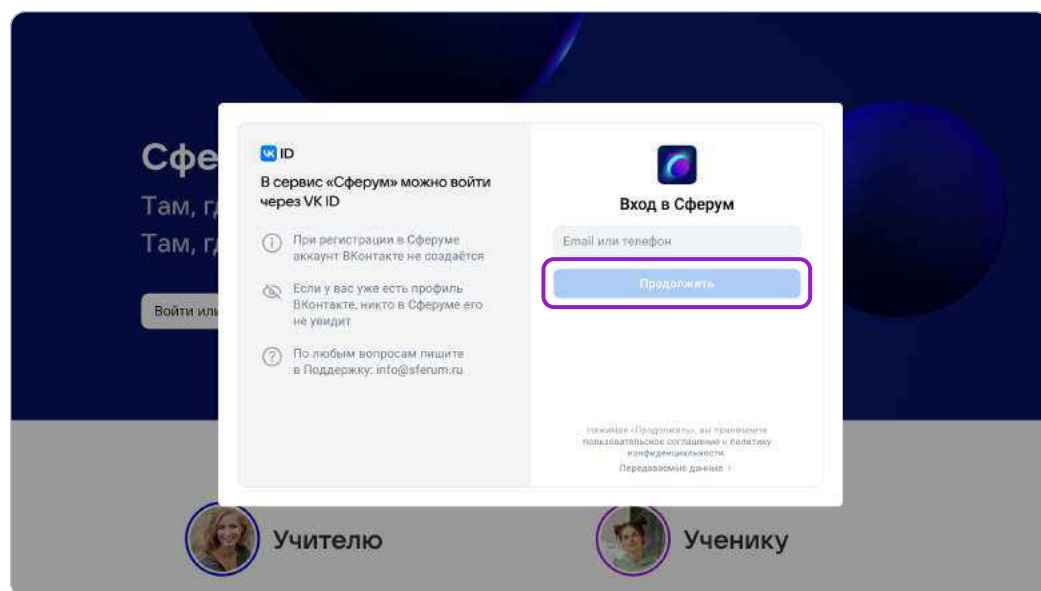 Сфе
Там, г
Там, г
Войти или
VK ID
В сервис «Сферум» можно войти
через VK ID
При регистрации в Сферуме
аккаунт ВКонтакте не создаётся
Если у вас уже есть профиль
ВКонтакте, никто в Сферуме его
не увидит
По любым вопросам пишите
в Поддержку: info@sferum.ru
Вход в Сферум
Email или телефон
Продолжить
Нажимая «Продолжить», вы принимаете
пользовательское соглашение и политику
конфиденциальности.
Передаваемые данные ›
Учителю
Ученику